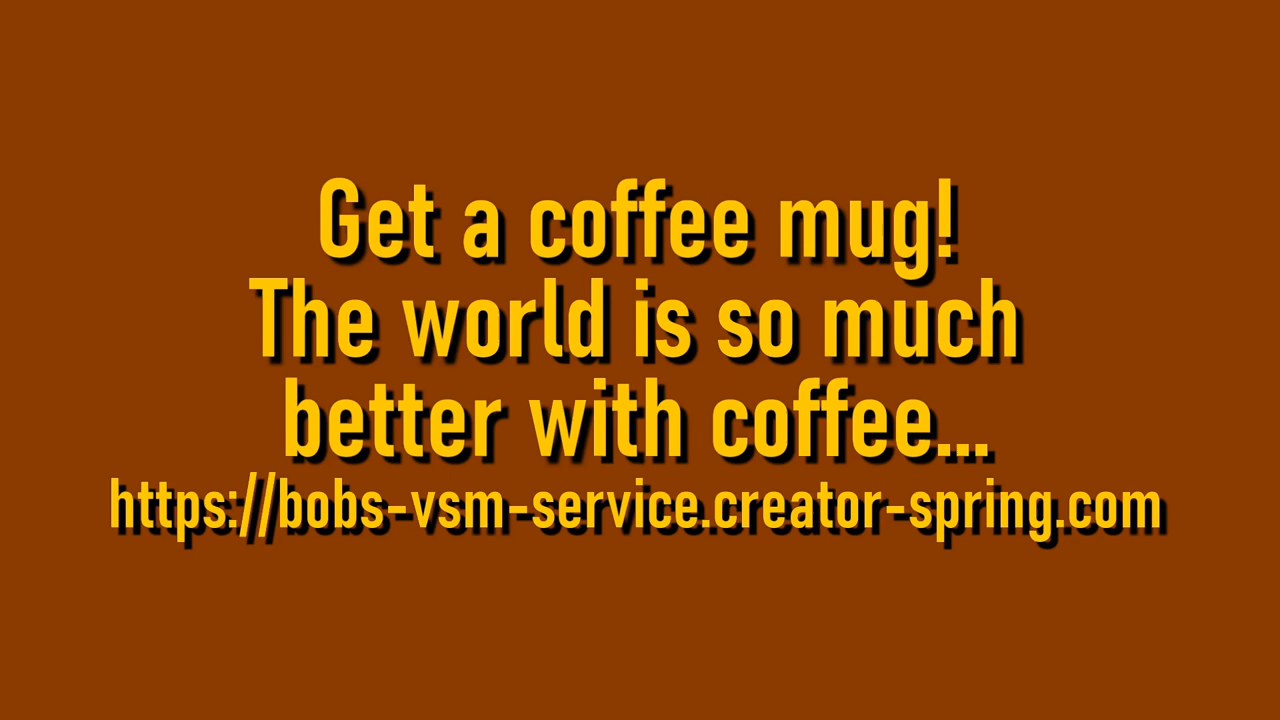 Get a coffee mug!
The world is so much
better with coffee...
https://bobs-vsm-service.creator-spring.com